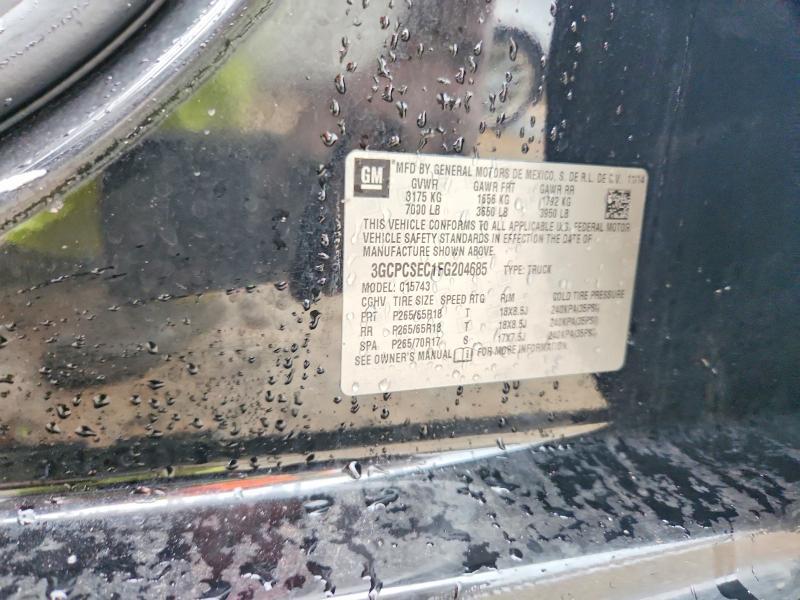 GM ® MFD BY GENERAL MOTORS DE MEXICO, S. DE R.L. DE C.V. 11/14
GVWR GAWR FRT GAWR RR
3175 KG 1656 KG 1792 KG
7000 LB 3650 LB 3950 LB
THIS VEHICLE CONFORMS TO ALL APPLICABLE U.S. FEDERAL MOTOR
VEHICLE SAFETY STANDARDS IN EFFECT ON THE DATE OF
MANUFACTURE SHOWN ABOVE.
3GCPCSEC1FG204685 TYPE: TRUCK
MODEL: C15743
CGHV TIRE SIZE SPEED RTG RIM COLD TIRE PRESSURE
FRT P265/65R18 T 18X8.5J 240KPA(35PSI)
RR P265/65R18 T 18X8.5J 240KPA(35PSI)
SPA P265/70R17 S 17X7.5J 240KPA(35PSI)
SEE OWNER'S MANUAL FOR MORE INFORMATION.